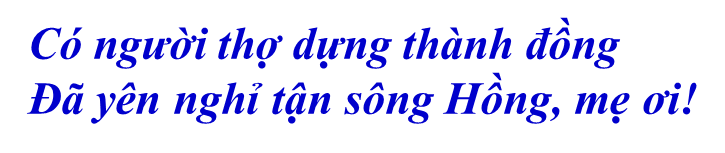 Có người thợ dựng thành đồng
Đã yên nghỉ tận sông Hồng, mẹ ơi!